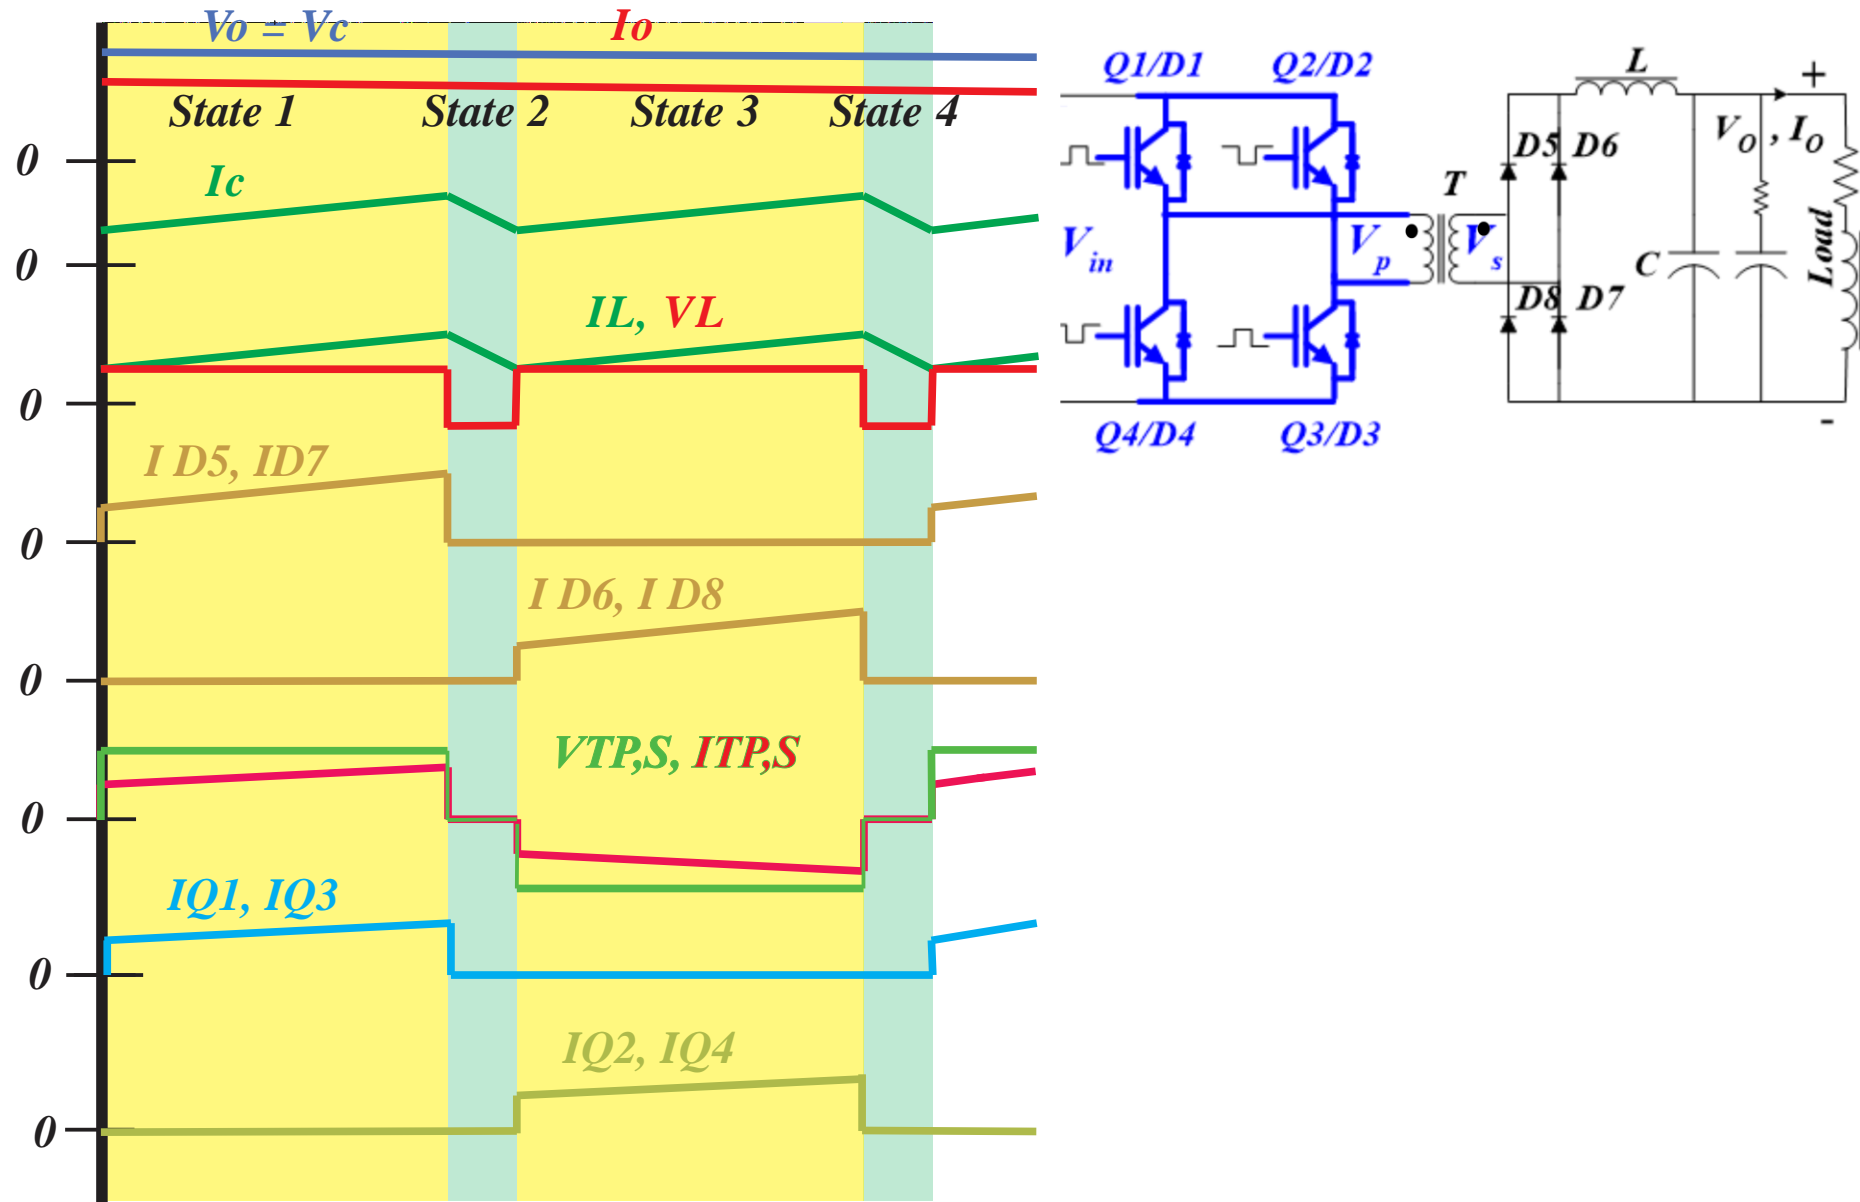 Vo = Vc Io
State 1 State 2 State 3 State 4
0
Ic
0
IL, VL
0
I D5, ID7
0
I D6, I D8
0
VTP,S, ITP,S
0
IQ1, IQ3
0
IQ2, IQ4
0
Q1/D1 Q2/D2
L +
D5 D6 VO , IO
T
Vin Vp Vs
C Load
D8 D7
Q4/D4 Q3/D3
-